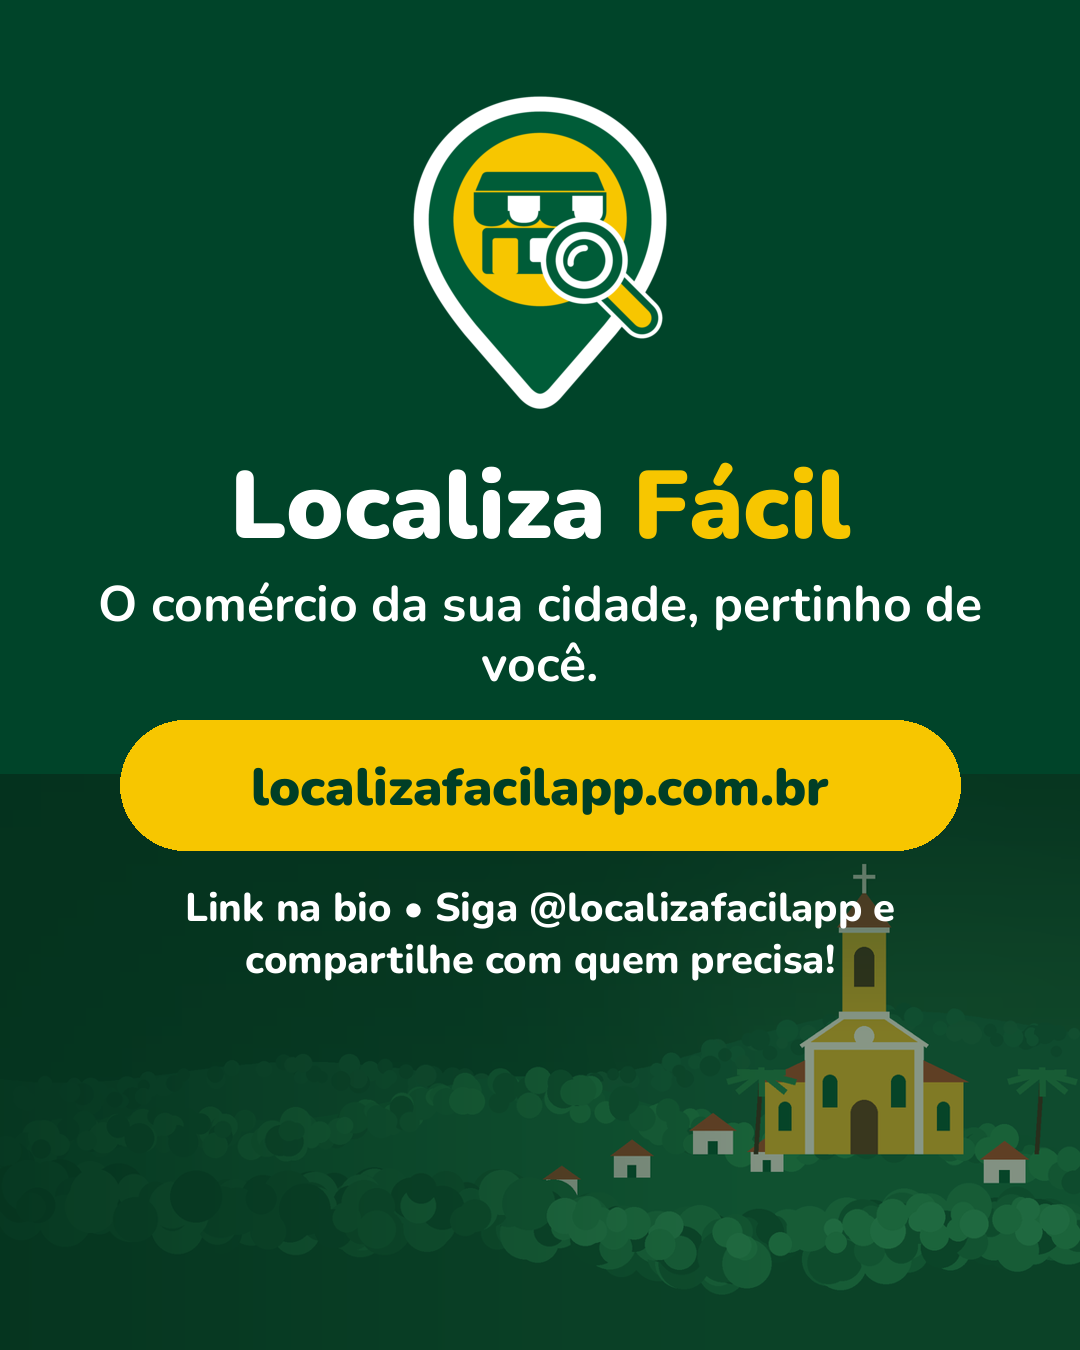 Localiza Fácil
O comércio da sua cidade, pertinho de
você.
localizafacilapp.com.br
Link na bio • Siga @localizafacilapp e
compartilhe com quem precisa!